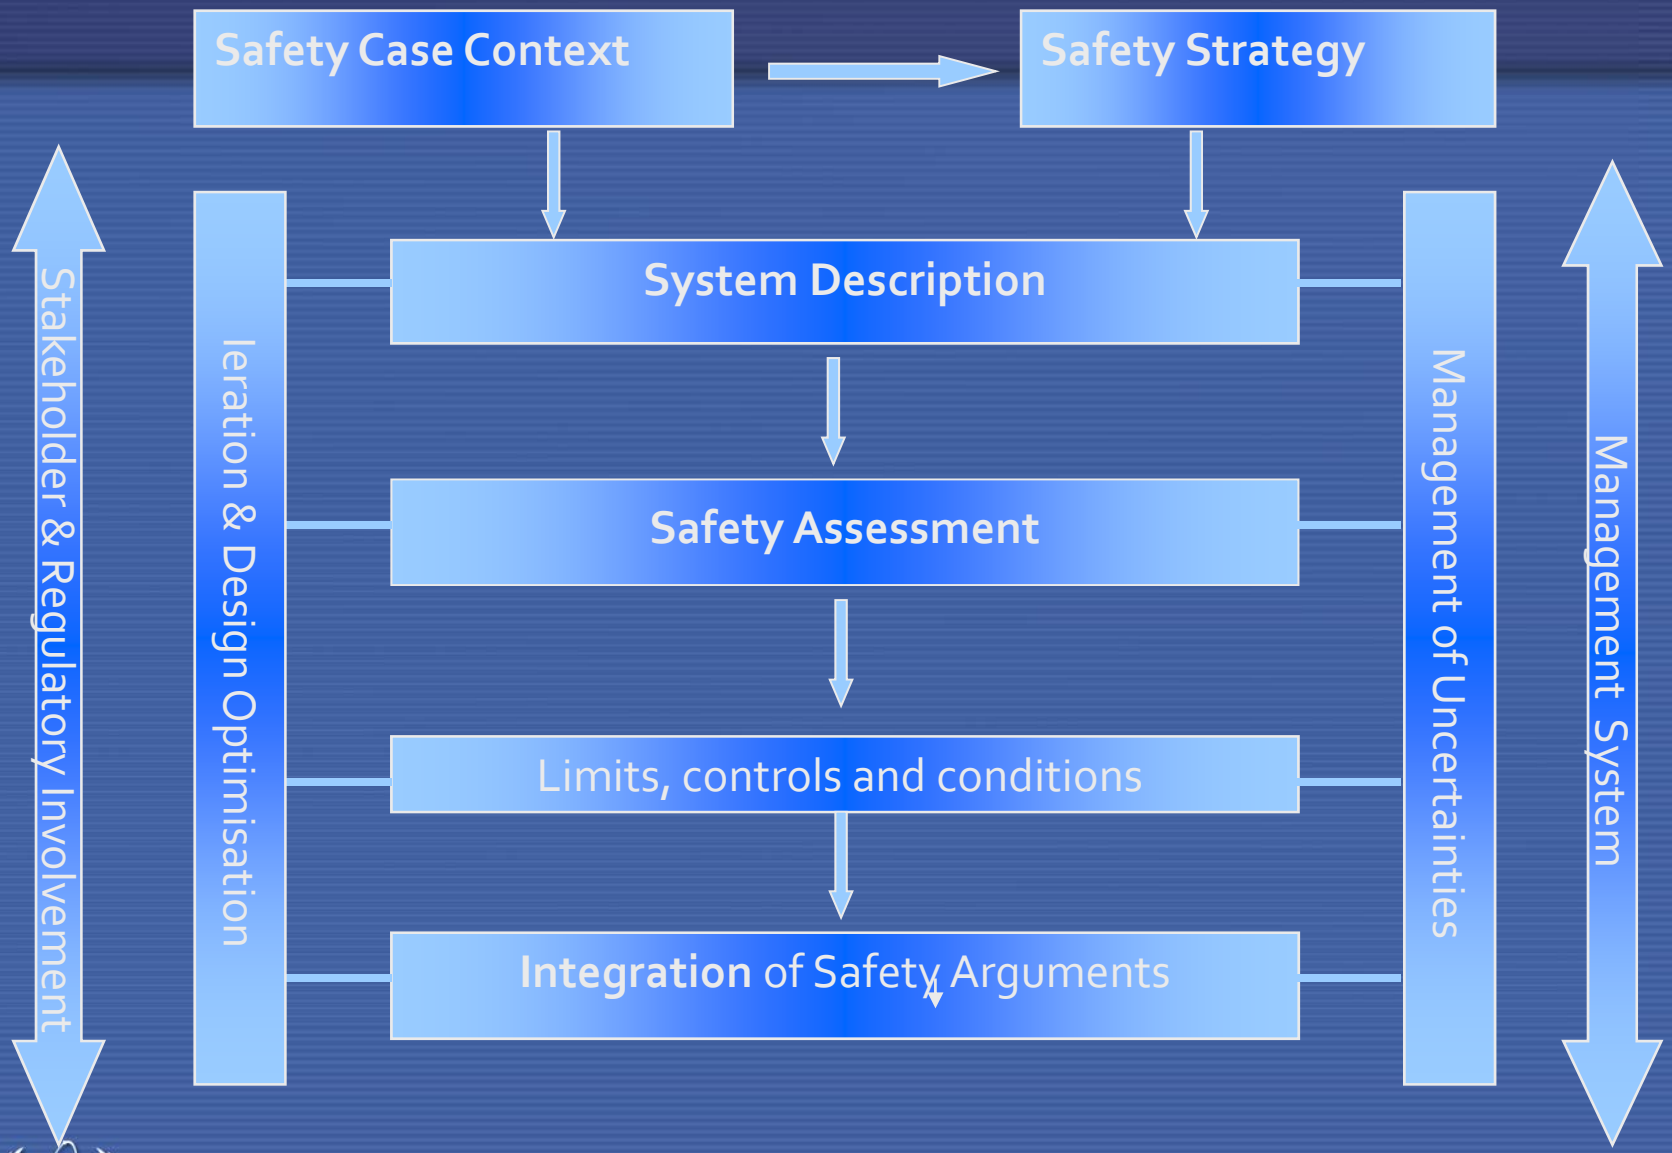 Safety Case Context
Safety Strategy
Stakeholder & Regulatory Involvement
Ieration & Design Optimisation
System Description
Safety Assessment
Limits, controls and conditions
Integration of Safety Arguments
Management of Uncertainties
Management System